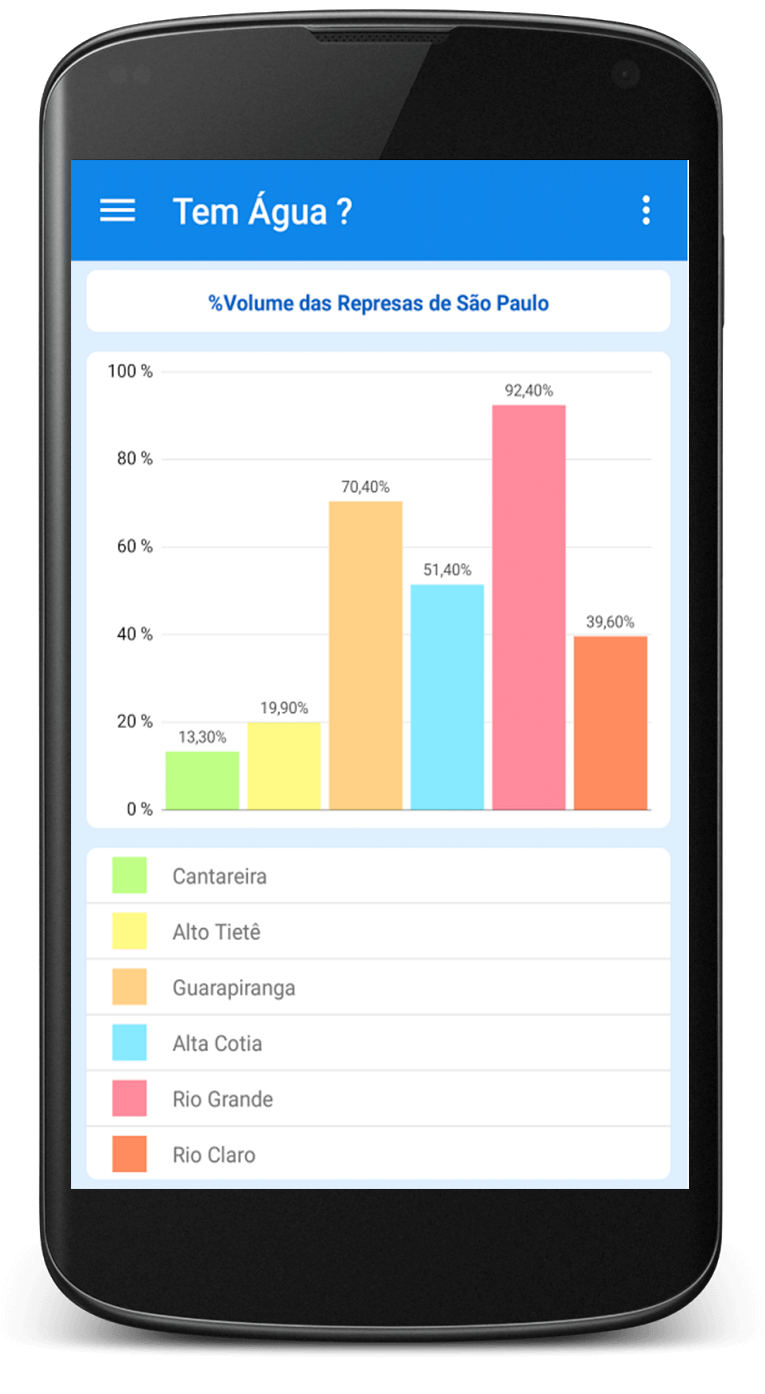 Tem Água ?
%Volume das Represas de São Paulo
100 %
80 %
60 %
40 %
20 %
0 %
13,30%
19,90%
70,40%
51,40%
92,40%
39,60%
Cantareira
Alto Tietê
Guarapiranga
Alta Cotia
Rio Grande
Rio Claro